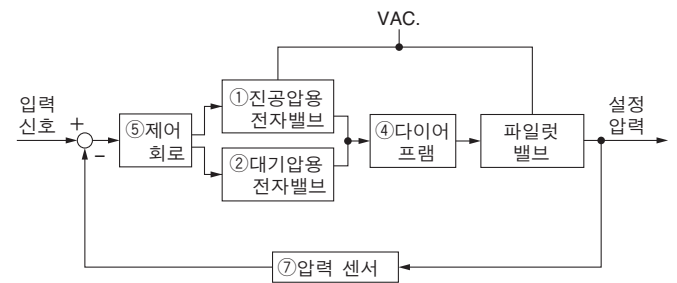 VAC.
입력
신호
+
−
⑤제어
회로
①진공압용
전자밸브
②대기압용
전자밸브
④다이어
프램
파일럿
밸브
설정
압력
⑦압력 센서